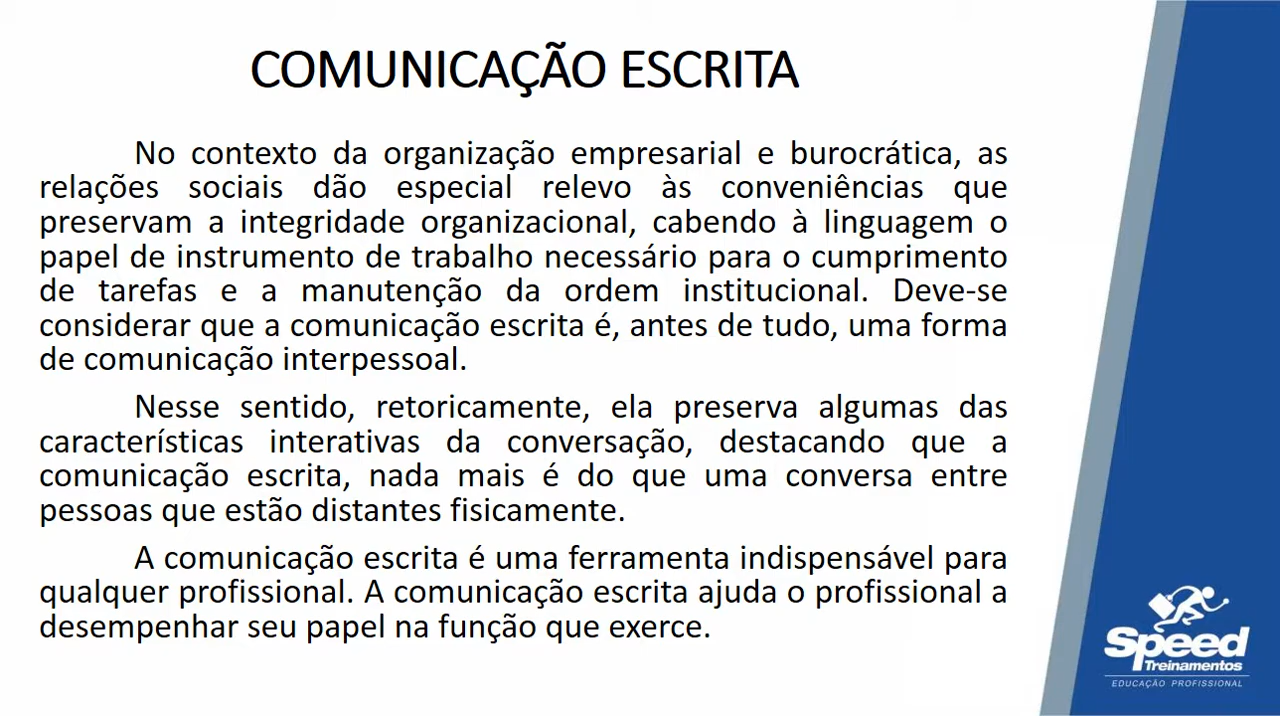 COMUNICAÇÃO ESCRITA
No contexto da organização empresarial e burocrática, as
relações sociais dão especial relevo às conveniências que
preservam a integridade organizacional, cabendo à linguagem o
papel de instrumento de trabalho necessário para o cumprimento
de tarefas e a manutenção da ordem institucional. Deve-se
considerar que a comunicação escrita é, antes de tudo, uma forma
de comunicação interpessoal.
Nesse sentido, retoricamente, ela preserva algumas das
características interativas da conversação, destacando que a
comunicação escrita, nada mais é do que uma conversa entre
pessoas que estão distantes fisicamente.
A comunicação escrita é uma ferramenta indispensável para
qualquer profissional. A comunicação escrita ajuda o profissional a
desempenhar seu papel na função que exerce.
Speed
Treinamentos
EDUCAÇÃO PROFISSIONAL